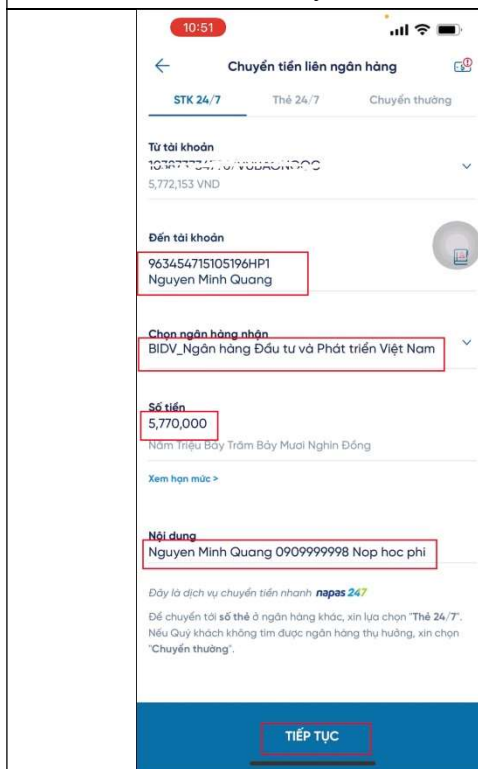 10:51
Chuyển tiền liên ngân hàng
STK 24/7 Thẻ 24/7 Chuyển thường
Từ tài khoản
5,772,153 VND
Đến tài khoản
963454715105196HP1
Nguyen Minh Quang
Chọn ngân hàng nhận
BIDV_Ngân hàng Đầu tư và Phát triển Việt Nam
Số tiền
5,770,000
Năm Triệu Bảy Trăm Bảy Mươi Nghìn Đồng
Xem hạn mức >
Nội dung
Nguyen Minh Quang 0909999998 Nop hoc phi
Đây là dịch vụ chuyển tiền nhanh napas 247
Để chuyển tới số thẻ ở ngân hàng khác, xin lựa chọn "Thẻ 24/7".
Nếu Quý khách không tìm được ngân hàng thụ hưởng, xin chọn
"Chuyển thường".
TIẾP TỤC